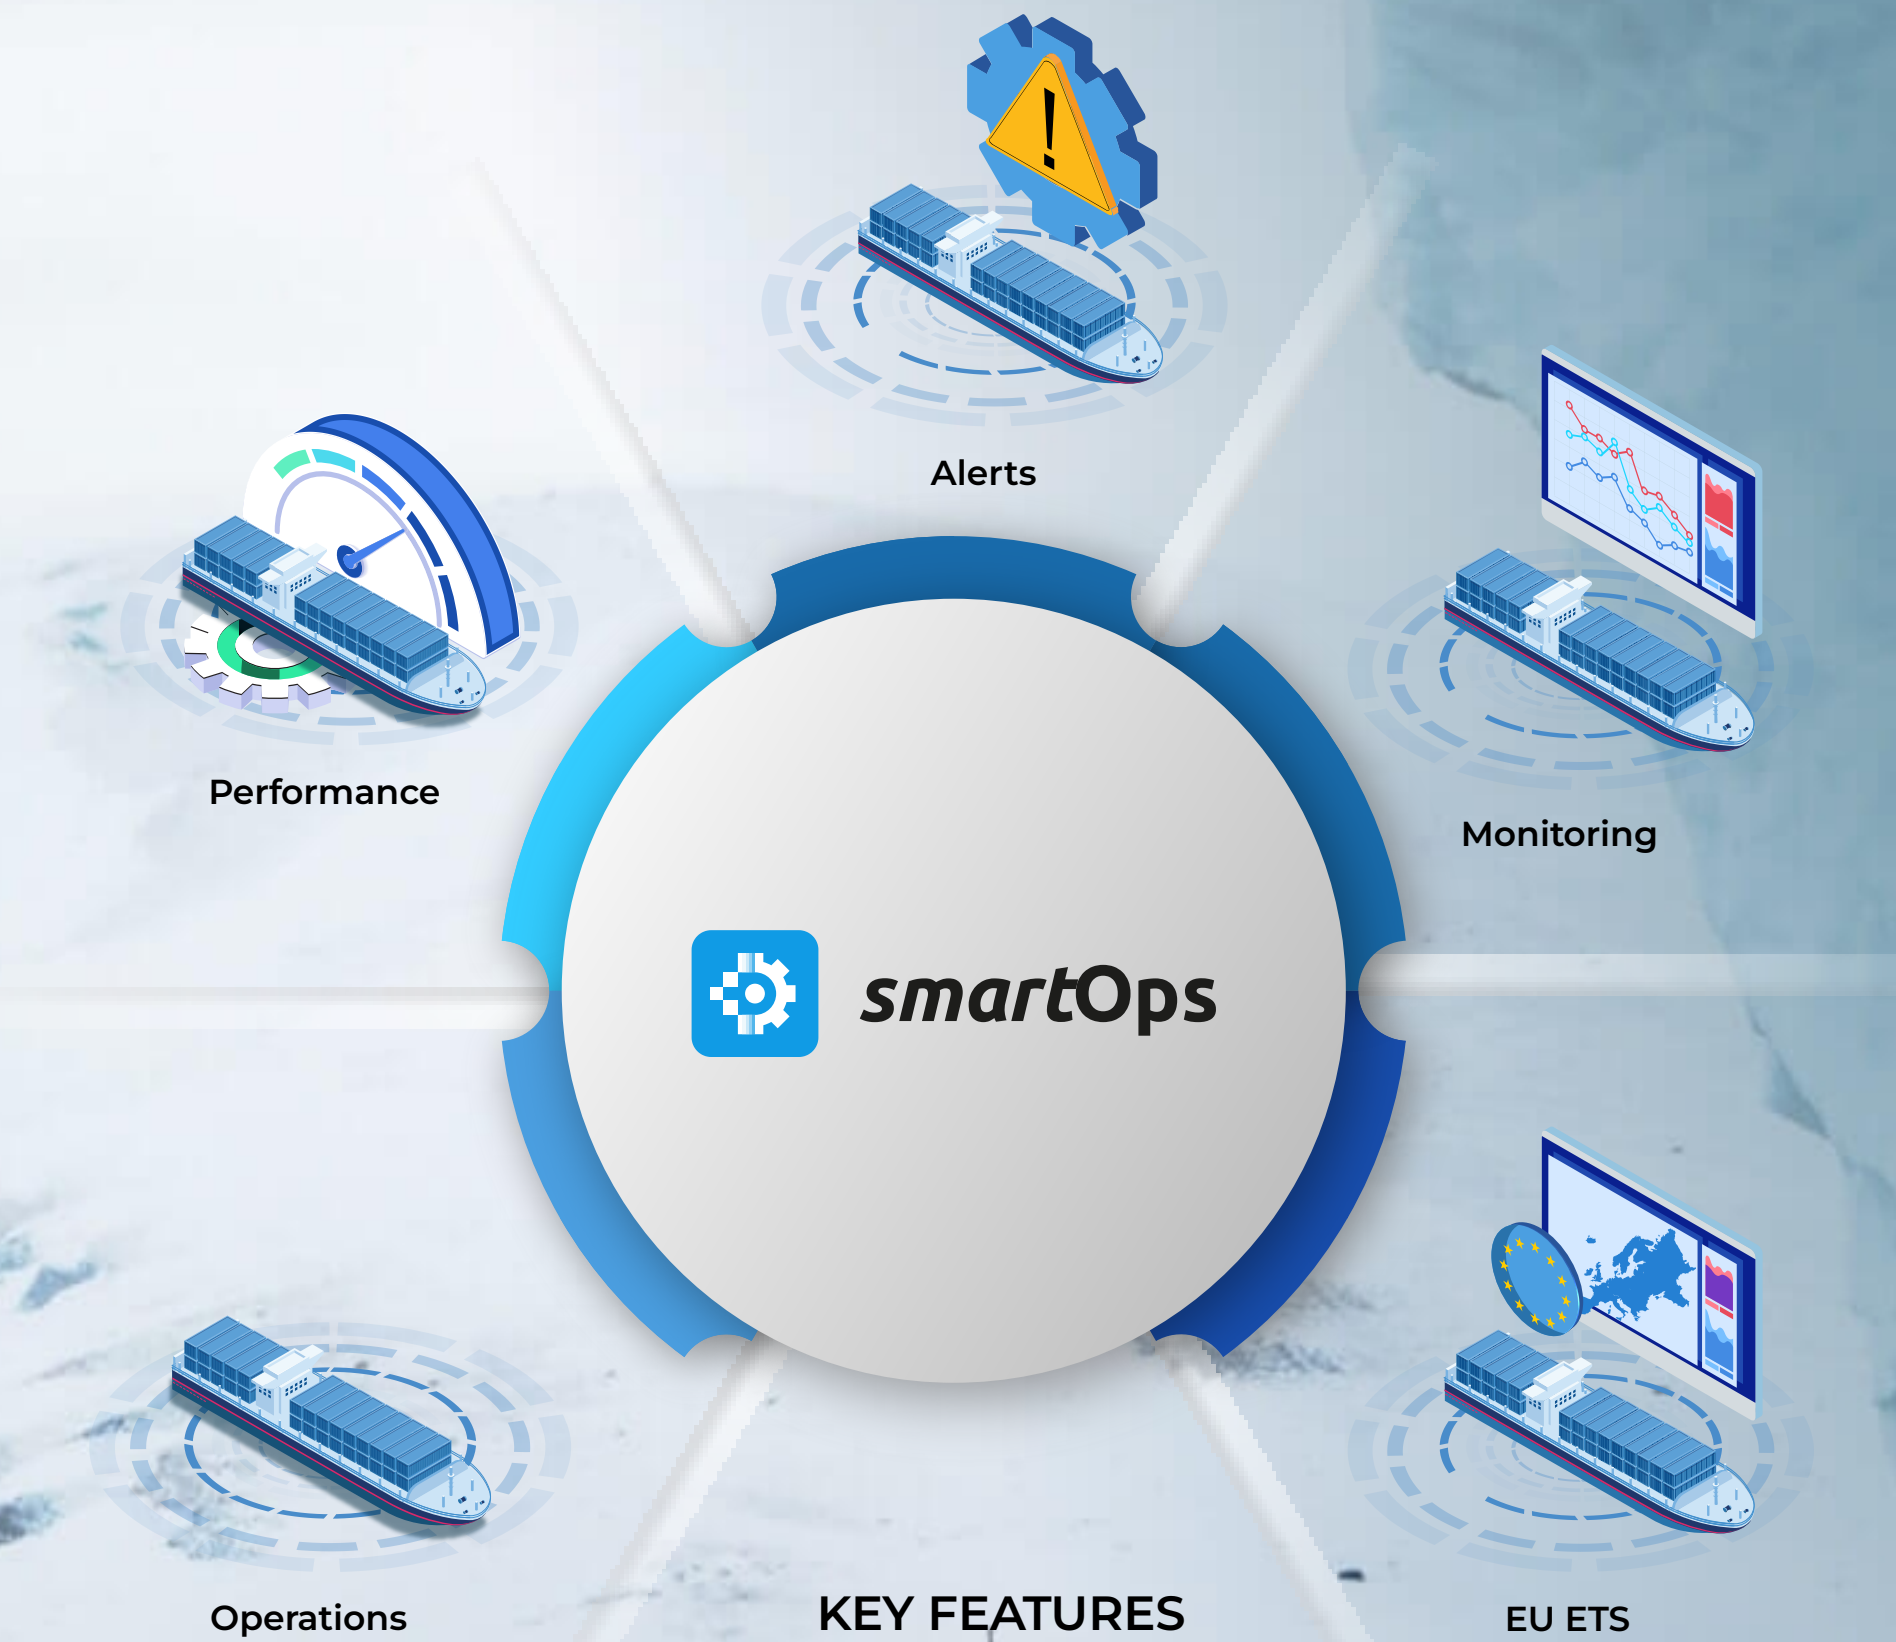 Alerts
Performance
Monitoring
smartOps
Operations
KEY FEATURES
EU ETS